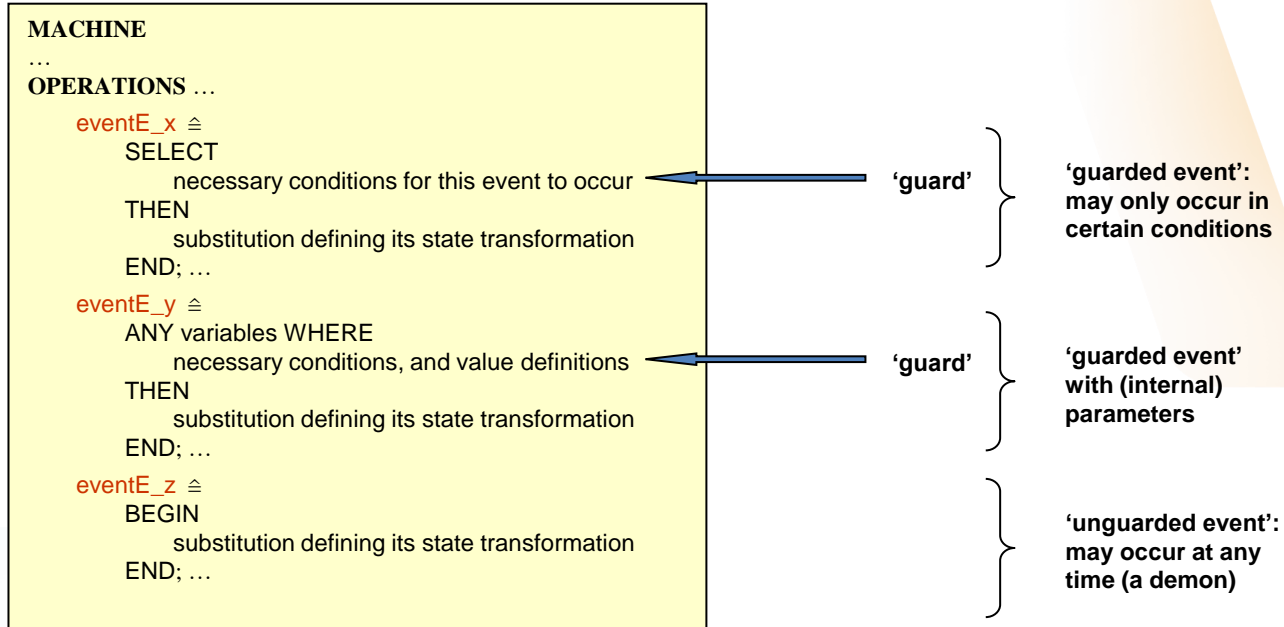 MACHINE
…
OPERATIONS …
eventE_x ≙
SELECT
necessary conditions for this event to occur
THEN
substitution defining its state transformation
END; …
'guard'
'guarded event':
may only occur in
certain conditions
eventE_y ≙
ANY variables WHERE
necessary conditions, and value definitions
THEN
substitution defining its state transformation
END; …
'guard'
'guarded event'
with (internal)
parameters
eventE_z ≙
BEGIN
substitution defining its state transformation
END; …
'unguarded event':
may occur at any
time (a demon)